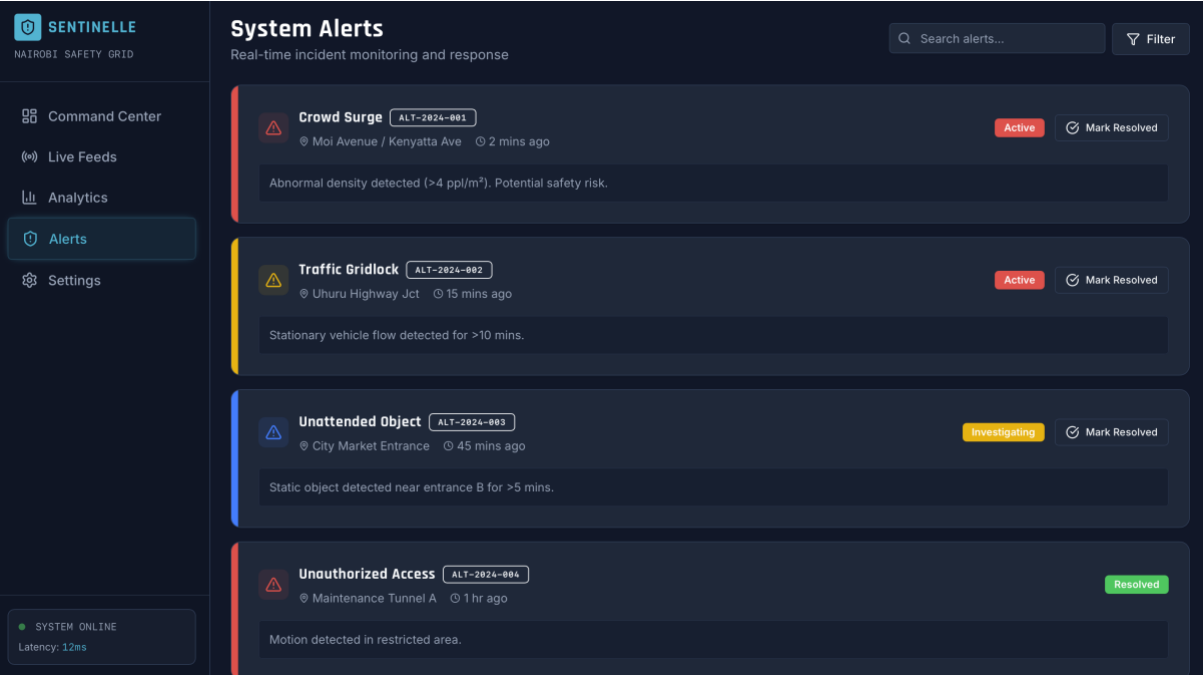 SENTINELLE
NAIROBI SAFETY GRID
Command Center
Live Feeds
Analytics
Alerts
Settings
SYSTEM ONLINE
Latency: 12ms
System Alerts
Real-time incident monitoring and response
Search alerts...
Filter
Crowd Surge ALT-2024-001
Moi Avenue / Kenyatta Ave 2 mins ago
Active Mark Resolved
Abnormal density detected (>4 ppl/m²). Potential safety risk.
Traffic Gridlock ALT-2024-002
Uhuru Highway Jct 15 mins ago
Active Mark Resolved
Stationary vehicle flow detected for >10 mins.
Unattended Object ALT-2024-003
City Market Entrance 45 mins ago
Investigating Mark Resolved
Static object detected near entrance B for >5 mins.
Unauthorized Access ALT-2024-004
Maintenance Tunnel A 1 hr ago
Resolved
Motion detected in restricted area.